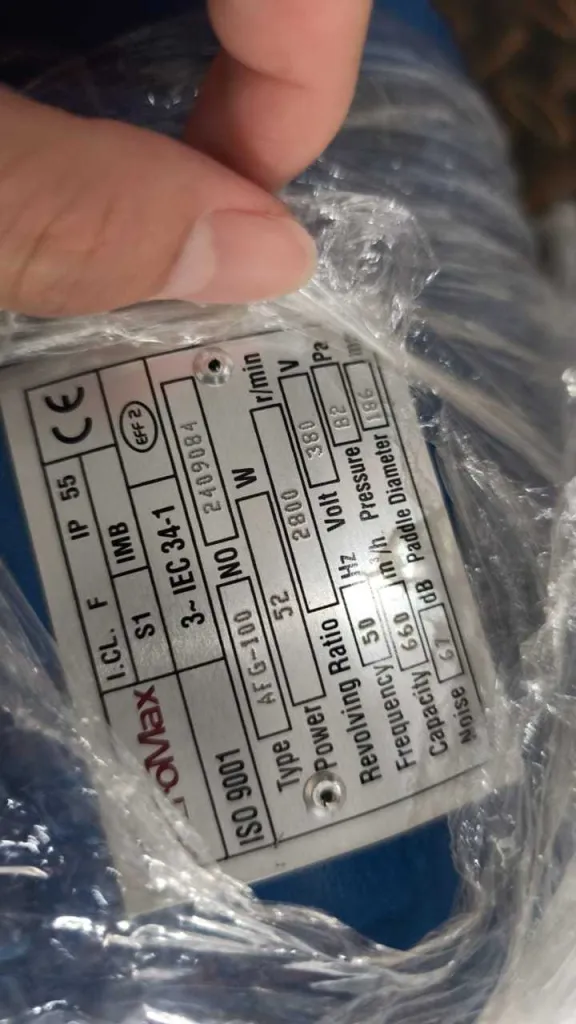 I.CL. F IP 55 CE
S1 IMB EFF 2
ISO 9001 3~ IEC 34-1
Type AFG-100 NO 2409084
Power 52 W
Revolving Ratio 2800 r/min
Frequency 50 Hz Volt 380 V
Capacity 660 m³/h Pressure 82 Pa
Noise 67 dB Paddle Diameter 186